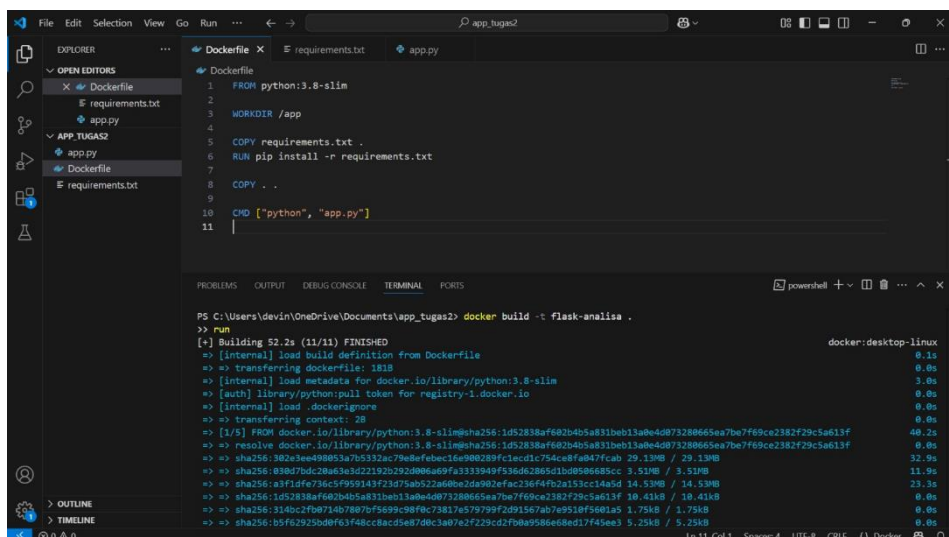 File Edit Selection View Go Run ... app_tugas2
EXPLORER ...
OPEN EDITORS
Dockerfile
requirements.txt
app.py
APP_TUGAS2
app.py
Dockerfile
requirements.txt
OUTLINE
TIMELINE
Dockerfile requirements.txt app.py
Dockerfile
1 FROM python:3.8-slim
2
3 WORKDIR /app
4
5 COPY requirements.txt .
6 RUN pip install -r requirements.txt
7
8 COPY . .
9
10 CMD ["python", "app.py"]
11
PROBLEMS OUTPUT DEBUG CONSOLE TERMINAL PORTS powershell
PS C:\Users\devin\OneDrive\Documents\app_tugas2> docker build -t flask-analisa .
>> run
[+] Building 52.2s (11/11) FINISHED docker:desktop-linux
=> [internal] load build definition from Dockerfile 0.1s
=> => transferring dockerfile: 181B 0.0s
=> [internal] load metadata for docker.io/library/python:3.8-slim 3.0s
=> [auth] library/python:pull token for registry-1.docker.io 0.0s
=> [internal] load .dockerignore 0.0s
=> => transferring context: 2B 0.0s
=> [1/5] FROM docker.io/library/python:3.8-slim@sha256:1d52838af602b4b5a831beb13a0e4d073280665ea7be7f69ce2382f29c5a613f 40.2s
=> => resolve docker.io/library/python:3.8-slim@sha256:1d52838af602b4b5a831beb13a0e4d073280665ea7be7f69ce2382f29c5a613f 0.0s
=> => sha256:302e3ee498053a7b5332ac79e8efebec16e900289fc1ecd1c754ce8fa047fcab 29.13MB / 29.13MB 32.9s
=> => sha256:030d7bdc20a63e3d22192b292d006a69fa3333949f536d62865d1bd0506685cc 3.51MB / 3.51MB 11.9s
=> => sha256:a3f1dfe736c5f959143f23d75ab522a60be2da902efac236f4fb2a153cc14a5d 14.53MB / 14.53MB 23.3s
=> => sha256:1d52838af602b4b5a831beb13a0e4d073280665ea7be7f69ce2382f29c5a613f 10.41kB / 10.41kB 0.0s
=> => sha256:314bc2fb0714b7807bf5699c98f0c73817e579799f2d91567ab7e9510f5601a5 1.75kB / 1.75kB 0.0s
=> => sha256:b5f62925bd0f63f48cc8acd5e87d0c3a07e2f229cd2fb0a9586e68ed17f45ee3 5.25kB / 5.25kB 0.0s
Ln 11, Col 1 Spaces: 4 UTF-8 CRLF Docker